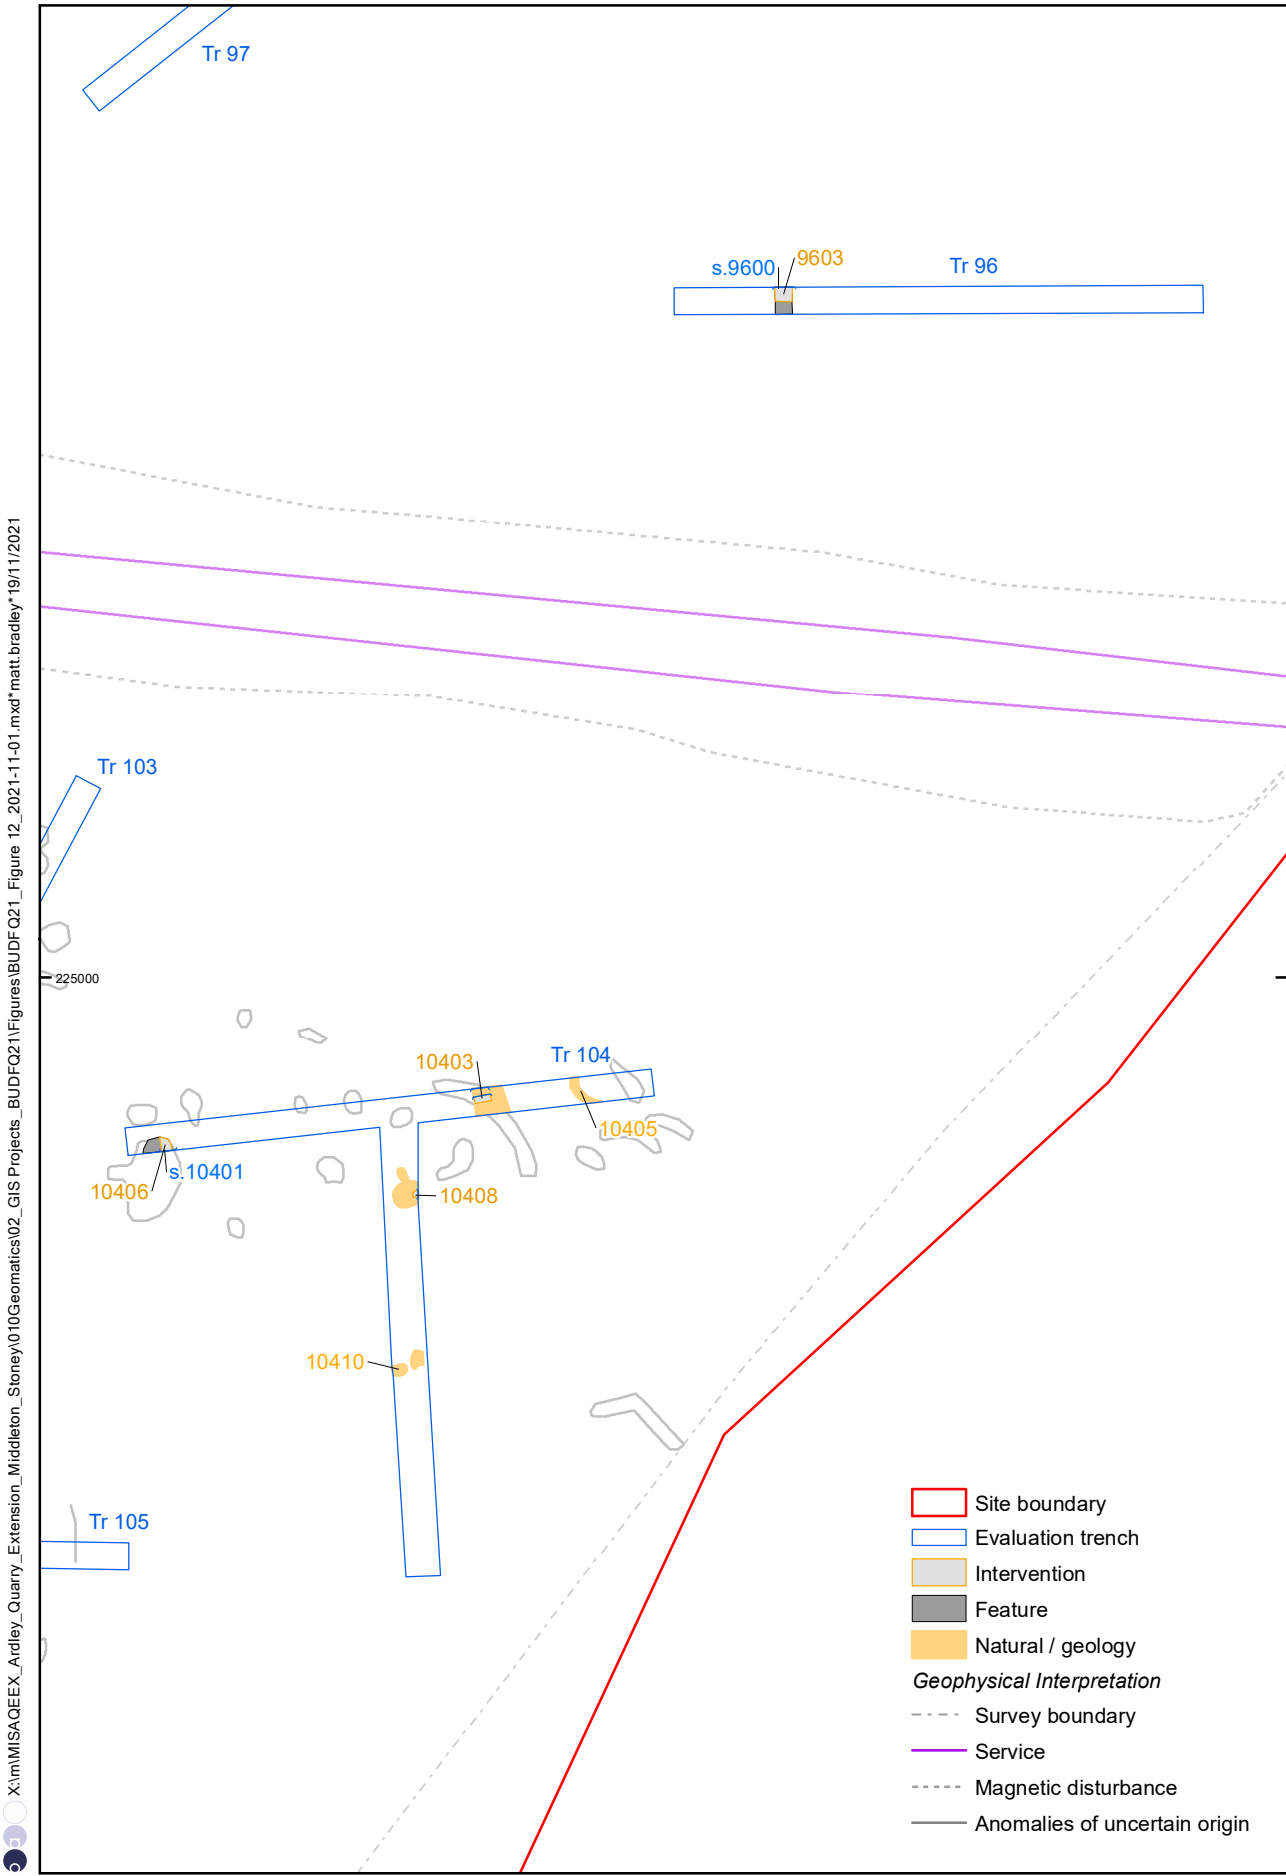 Tr 97
s.9600
9603
Tr 96
Tr 103
225000
10403
Tr 104
10405
s.10401
10406
10408
10410
Tr 105
Site boundary
Evaluation trench
Intervention
Feature
Natural / geology
Geophysical Interpretation
Survey boundary
Service
Magnetic disturbance
Anomalies of uncertain origin
X:\m\MISAQEEX_Ardley_Quarry_Extension_Middleton_Stoney\010Geomatics\02_GIS Projects_BUDFQ21\Figures\BUDFQ21_Figure 12_2021-11-01.mxd*matt.bradley*19/11/2021